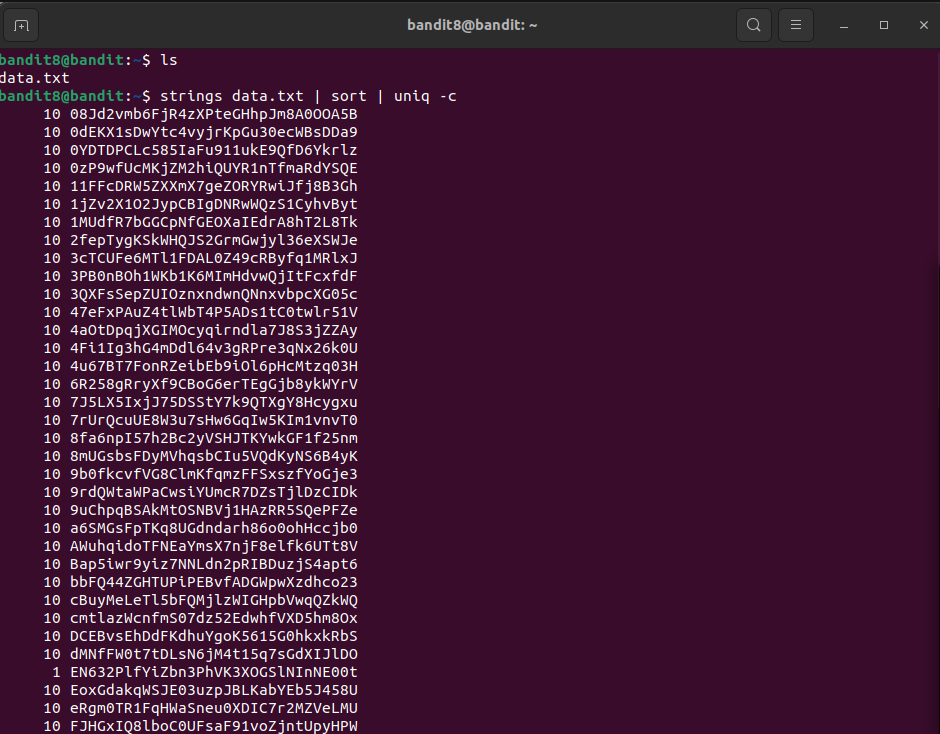 bandit8@bandit: ~
bandit8@bandit:~$ ls
data.txt
bandit8@bandit:~$ strings data.txt | sort | uniq -c
10 08Jd2vmb6FjR4zXPteGHhpJm8A0OOA5B
10 0dEKX1sDwYtc4vyjrKpGu30ecWBsDDa9
10 0YDTDPCLc585IaFu911ukE9QfD6Ykrlz
10 0zP9wfUcMKjZM2hiQUYR1nTfmaRdYSQE
10 11FFcDRW5ZXXmX7geZORYRwiJfj8B3Gh
10 1jZv2X1O2JypCBIgDNRwWQzS1CyhvByt
10 1MUdfR7bGGCpNfGEOXaIEdrA8hT2L8Tk
10 2fepTygKSkWHQJS2GrmGwjyl36eXSWJe
10 3cTCUFe6MTl1FDAL0Z49cRByfq1MRlxJ
10 3PB0nBOh1WKb1K6MImHdvwQjItFcxfdF
10 3QXFsSepZUIOznxndwnQNnxvbpcXG05c
10 47eFxPAuZ4tlWbT4P5ADs1tC0twlr51V
10 4aOtDpqjXGIMOcyqirndla7J8S3jZZAy
10 4Fi1Ig3hG4mDdl64v3gRPre3qNx26k0U
10 4u67BT7FonRZeibEb9iOl6pHcMtzq03H
10 6R258gRryXf9CBoG6erTEgGjb8ykWYrV
10 7J5LX5IxjJ75DSStY7k9QTXgY8Hcygxu
10 7rUrQcuUE8W3u7sHw6GqIw5KIm1vnvT0
10 8fa6npI57h2Bc2yVSHJTKYwkGF1f25nm
10 8mUGsbsFDyMVhqsbCIu5VQdKyNS6B4yK
10 9b0fkcvfVG8ClmKfqmzFFSxszfYoGje3
10 9rdQWtaWPaCwsiYUmcR7DZsTjlDzCIDk
10 9uChpqBSAkMtOSNBVj1HAzRR5SQePFZe
10 a6SMGsFpTKq8UGdndarh86o0ohHccjb0
10 AWuhqidoTFNEaYmsX7njF8elfk6UTt8V
10 Bap5iwr9yiz7NNLdn2pRIBDuzjS4apt6
10 bbFQ44ZGHTUPiPEBvfADGWpwXzdhco23
10 cBuyMeLeTl5bFQMjlzWIGHpbVwqQZkWQ
10 cmtlazWcnfmS07dz52EdwhfVXD5hm8Ox
10 DCEBvsEhDdFKdhuYgoK5615G0hkxkRbS
10 dMNfFW0t7tDLsN6jM4t15q7sGdXIJlDO
1 EN632PlfYiZbn3PhVK3XOGSlNInNE00t
10 EoxGdakqWSJE03uzpJBLKabYEb5J458U
10 eRgm0TR1FqHWaSneu0XDIC7r2MZVeLMU
10 FJHGxIQ8lboC0UFsaF91voZjntUpyHPW